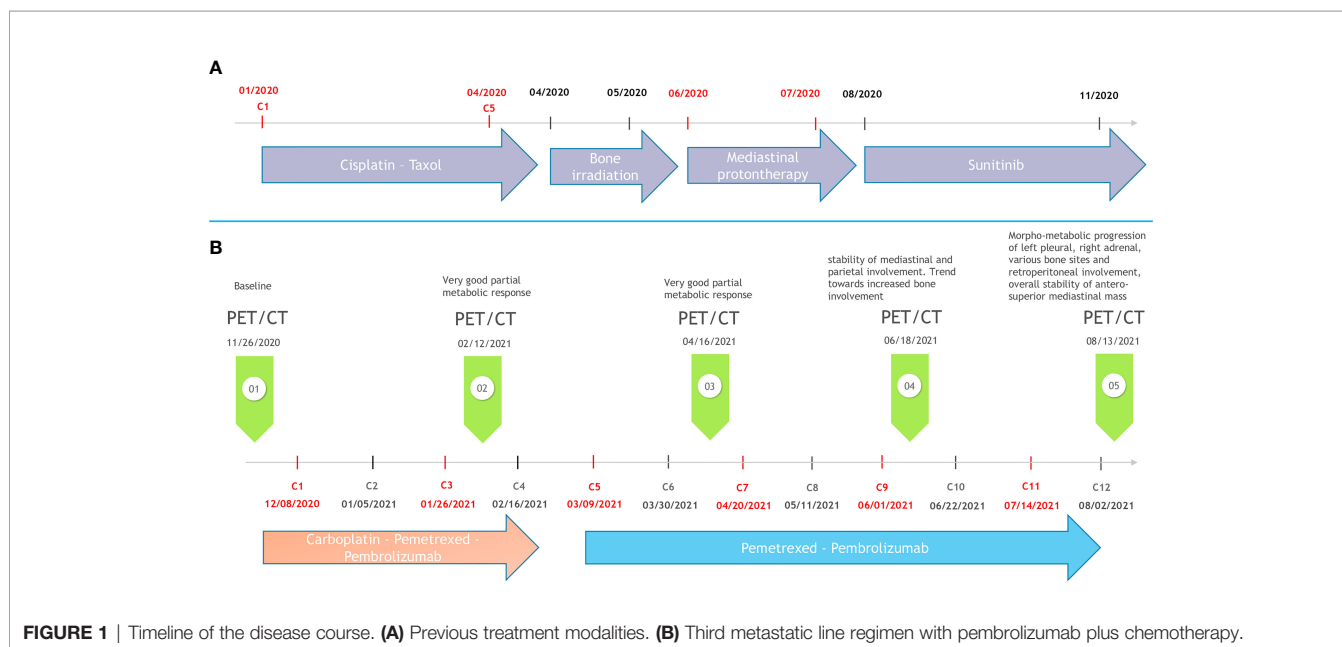 A
01/2020 04/2020 04/2020 05/2020 06/2020 07/2020 08/2020 11/2020
C1 C5
Cisplatin - Taxol
Bone
irradiation
Mediastinal
protontherapy
Sunitinib
B
Baseline
PET/CT
11/26/2020
01
Very good partial
metabolic response
PET/CT
02/12/2021
02
Very good partial
metabolic response
PET/CT
04/16/2021
03
stability of mediastinal and
parietal involvement. Trend
towards increased bone
involvement
PET/CT
06/18/2021
04
Morpho-metabolic progression
of left pleural, right adrenal,
various bone sites and
retroperitoneal involvement,
overall stability of antero-
superior mediastinal mass
PET/CT
08/13/2021
05
C1 C2 C3 C4 C5 C6 C7 C8 C9 C10 C11 C12
12/08/2020 01/05/2021 01/26/2021 02/16/2021 03/09/2021 03/30/2021 04/20/2021 05/11/2021 06/01/2021 06/22/2021 07/14/2021 08/02/2021
Carboplatin - Pemetrexed -
Pembrolizumab
Pemetrexed - Pembrolizumab
FIGURE 1 | Timeline of the disease course. (A) Previous treatment modalities. (B) Third metastatic line regimen with pembrolizumab plus chemotherapy.